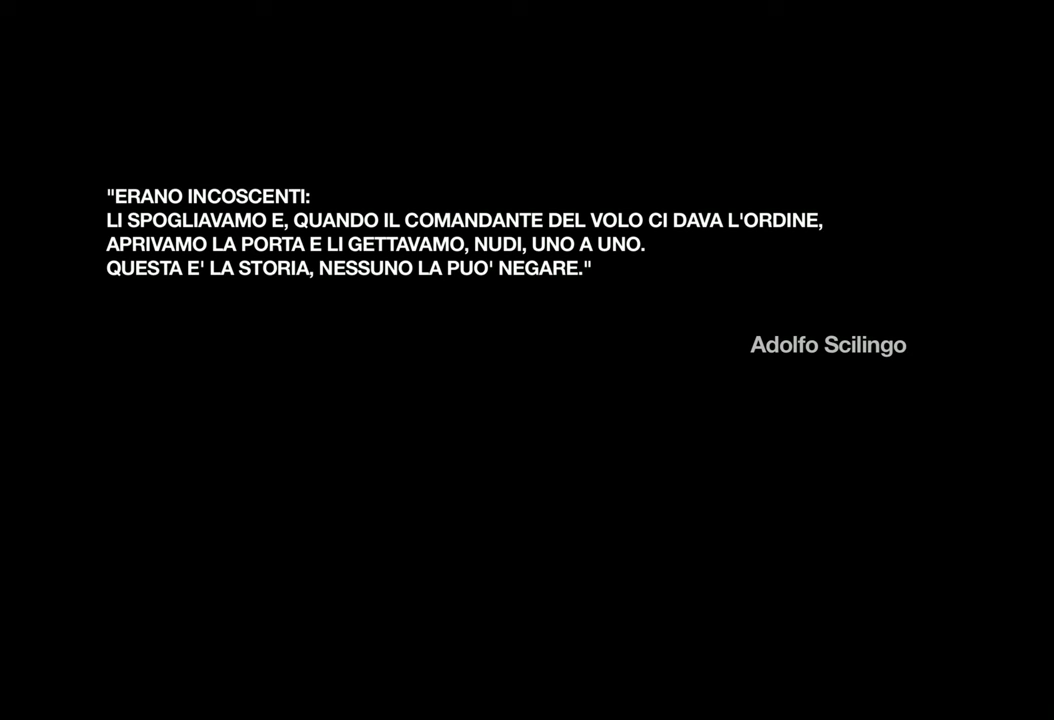 "ERANO INCOSCENTI:
LI SPOGLIAVAMO E, QUANDO IL COMANDANTE DEL VOLO CI DAVA L'ORDINE,
APRIVAMO LA PORTA E LI GETTAVAMO, NUDI, UNO A UNO.
QUESTA E' LA STORIA, NESSUNO LA PUO' NEGARE."
Adolfo Scilingo